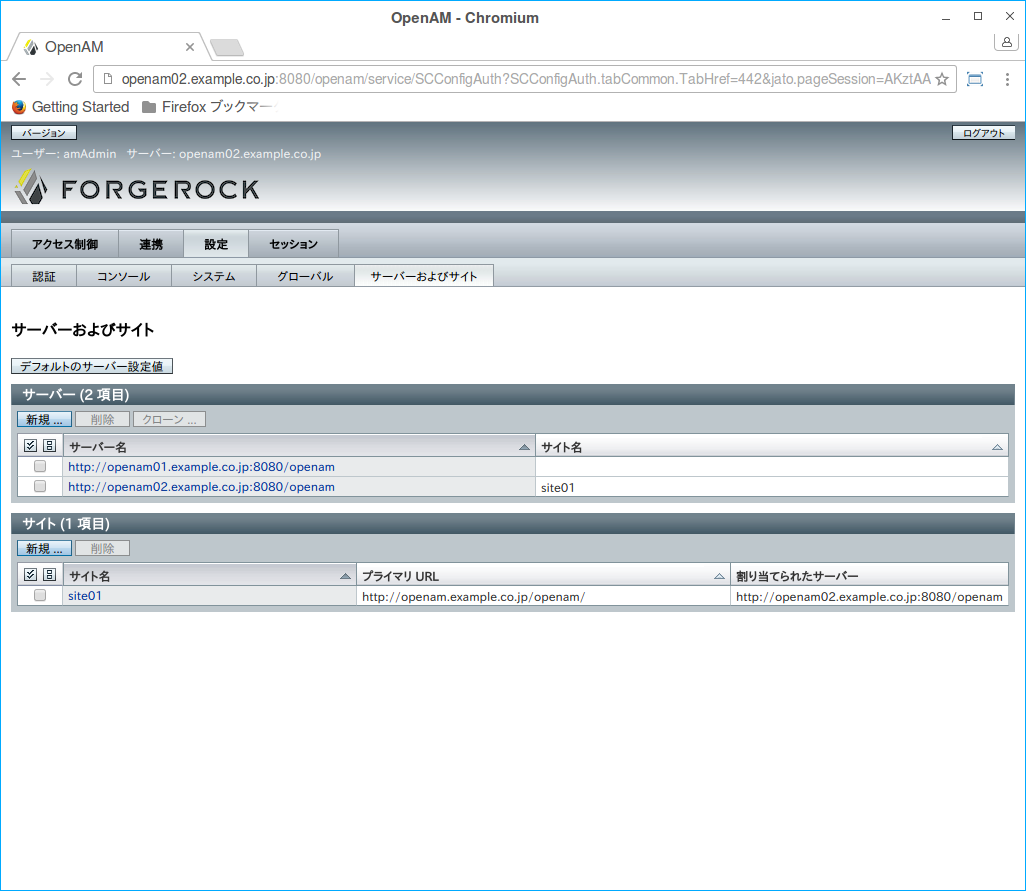 OpenAM - Chromium
OpenAM
openam02.example.co.jp:8080/openam/service/SCConfigAuth?SCConfigAuth.tabCommon.TabHref=442&jato.pageSession=AKztAA
Getting Started Firefox ブックマー
バージョン ログアウト
ユーザー: amAdmin サーバー: openam02.example.co.jp
FORGEROCK
アクセス制御 連携 設定 セッション
認証 コンソール システム グローバル サーバーおよびサイト
サーバーおよびサイト
デフォルトのサーバー設定値
サーバー (2 項目)
新規 ... 削除 クローン ...
サーバー名 サイト名
http://openam01.example.co.jp:8080/openam
http://openam02.example.co.jp:8080/openam site01
サイト (1 項目)
新規 ... 削除
サイト名 プライマリ URL 割り当てられたサーバー
site01 http://openam.example.co.jp/openam/ http://openam02.example.co.jp:8080/openam